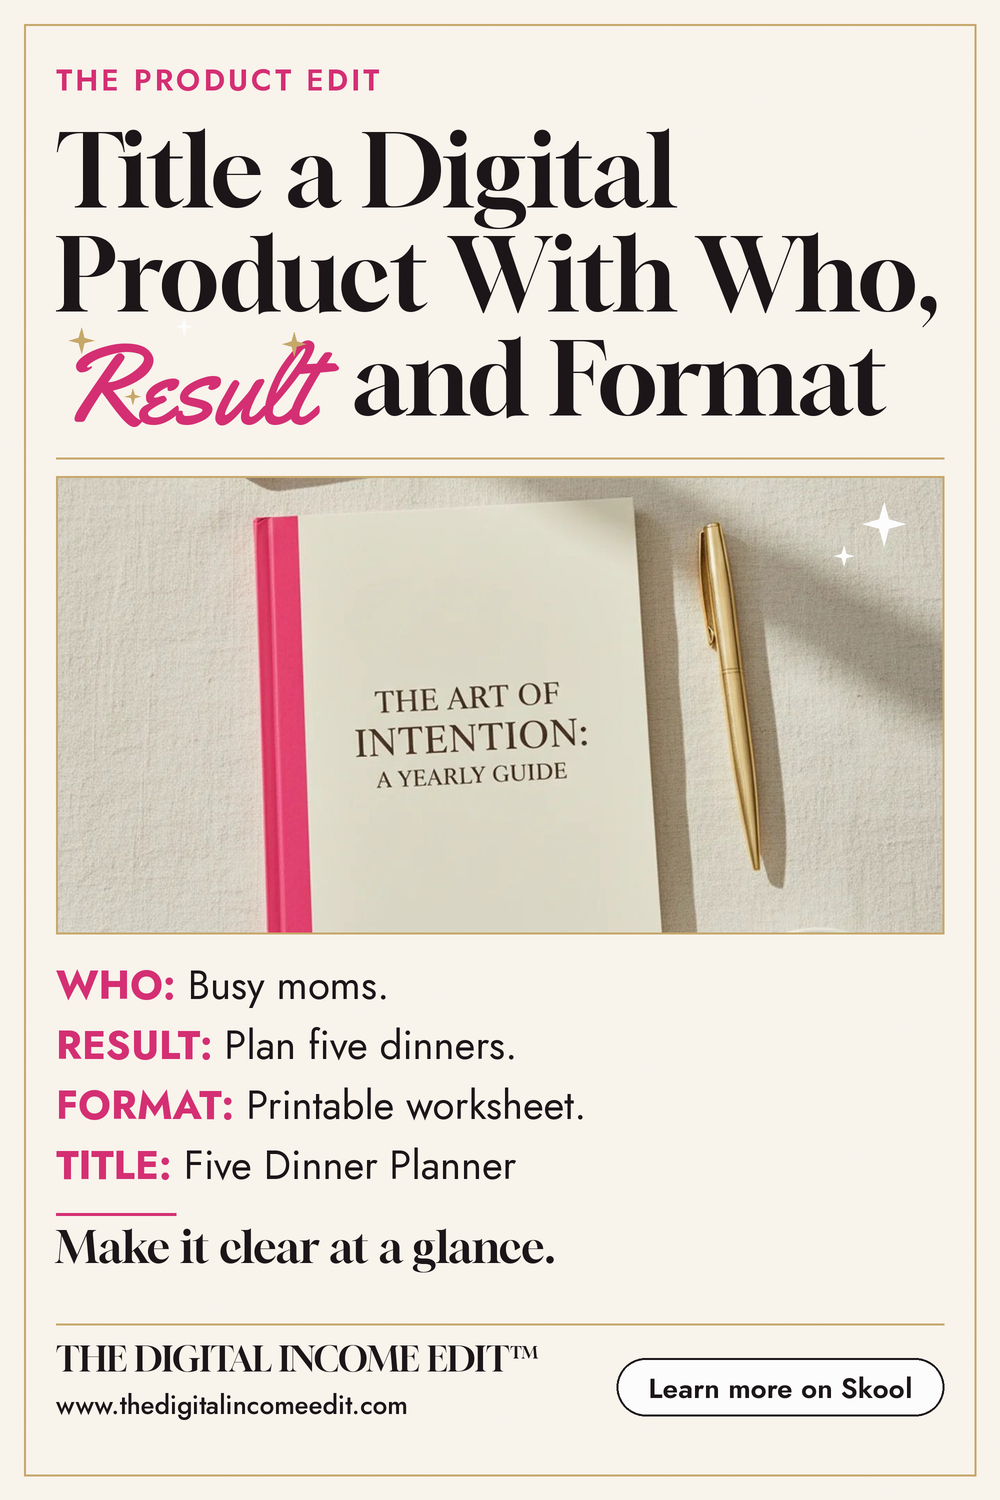 THE PRODUCT EDIT
Title a Digital
Product With Who,
Result and Format
THE ART OF
INTENTION:
A YEARLY GUIDE
WHO: Busy moms.
RESULT: Plan five dinners.
FORMAT: Printable worksheet.
TITLE: Five Dinner Planner
Make it clear at a glance.
THE DIGITAL INCOME EDIT™
www.thedigitalincomeedit.com
Learn more on Skool